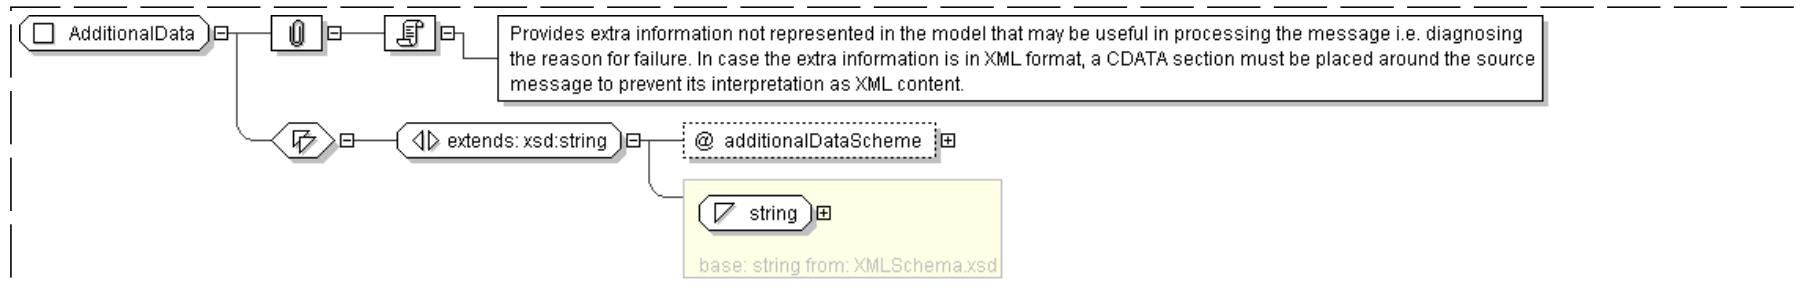 AdditionalData
Provides extra information not represented in the model that may be useful in processing the message i.e. diagnosing
the reason for failure. In case the extra information is in XML format, a CDATA section must be placed around the source
message to prevent its interpretation as XML content.
extends: xsd:string
@ additionalDataScheme
string
base: string from: XMLSchema.xsd